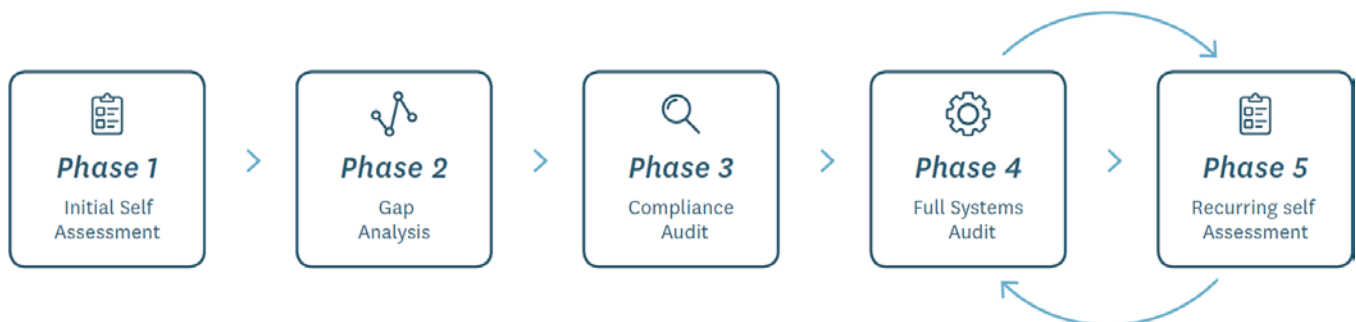 Phase 1
Initial Self
Assessment
Phase 2
Gap
Analysis
Phase 3
Compliance
Audit
Phase 4
Full Systems
Audit
Phase 5
Recurring self
Assessment